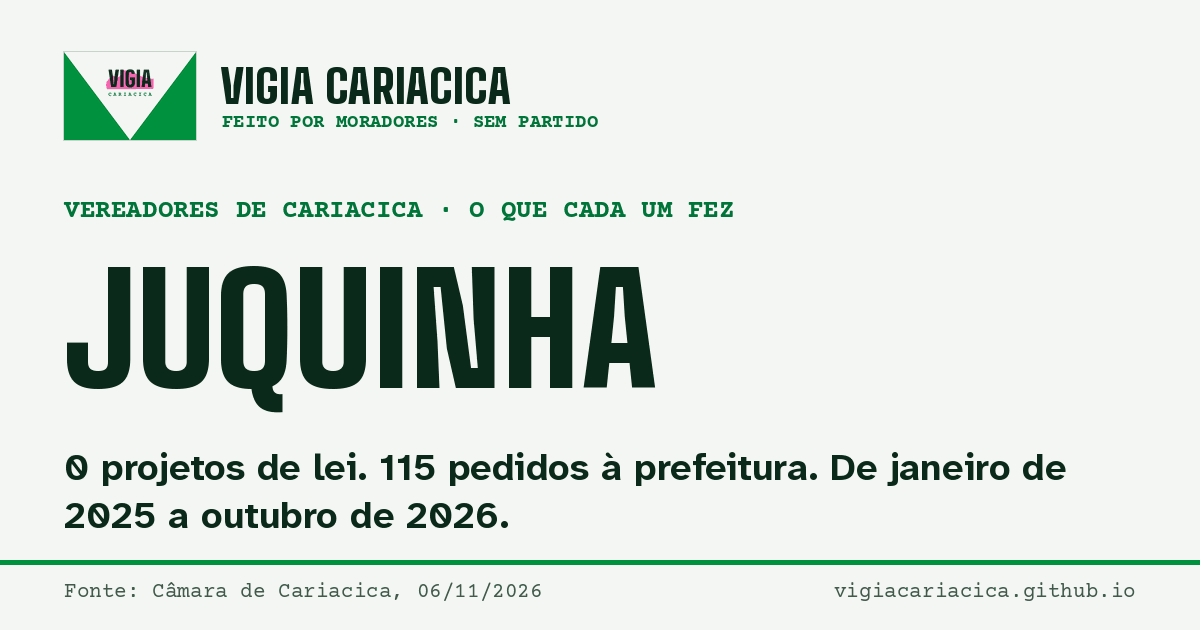 VIGIA
CARIACICA
VIGIA CARIACICA
FEITO POR MORADORES · SEM PARTIDO
VEREADORES DE CARIACICA · O QUE CADA UM FEZ
JUQUINHA
0 projetos de lei. 115 pedidos à prefeitura. De janeiro de
2025 a outubro de 2026.
Fonte: Câmara de Cariacica, 06/11/2026
vigiacariacica.github.io